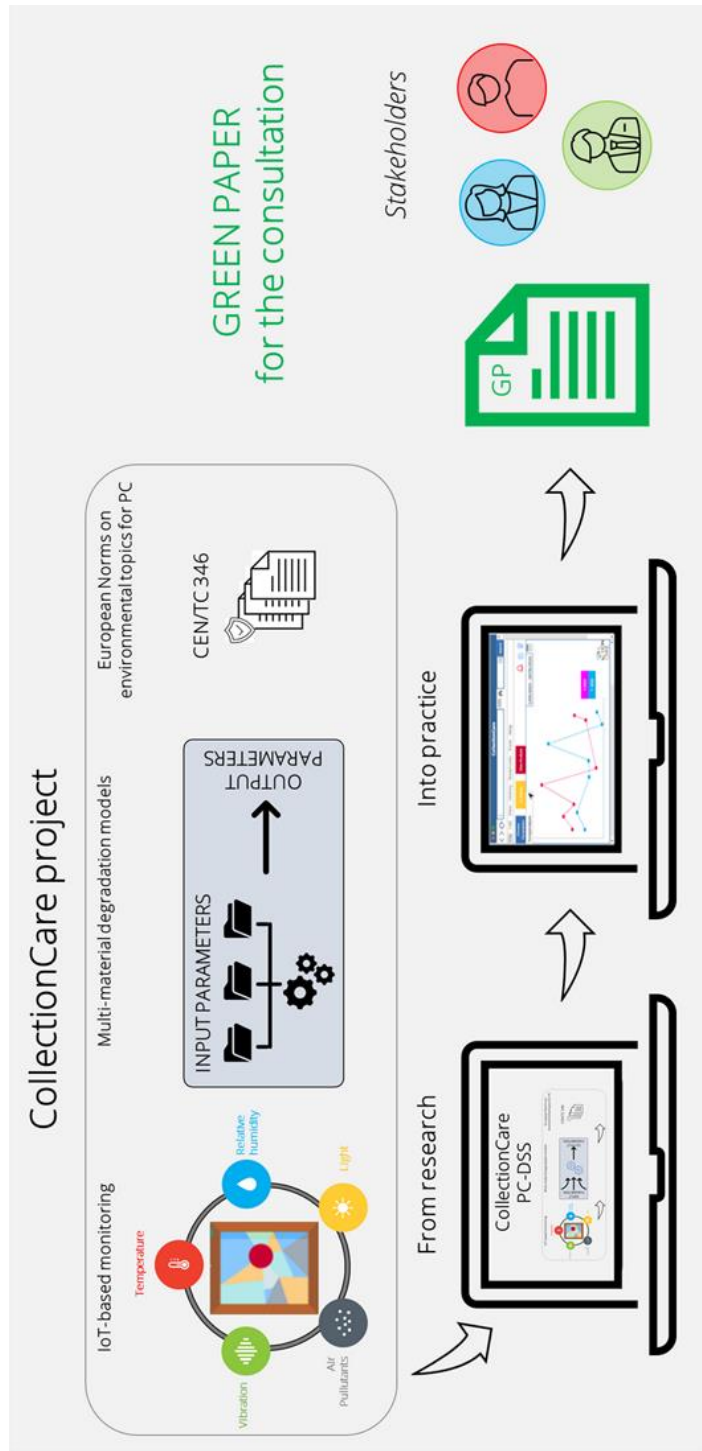 CollectionCare project
IoT-based monitoring
Temperature
Relative
humidity
Light
Air
Pullutants
Vibration
Multi-material degradation models
INPUT PARAMETERS
OUTPUT
PARAMETERS
European Norms on
environmental topics for PC
CEN/TC 346
GREEN PAPER
for the consultation
From research
CollectionCare
PC-DSS
Into practice
CollectionCare
GP
Stakeholders